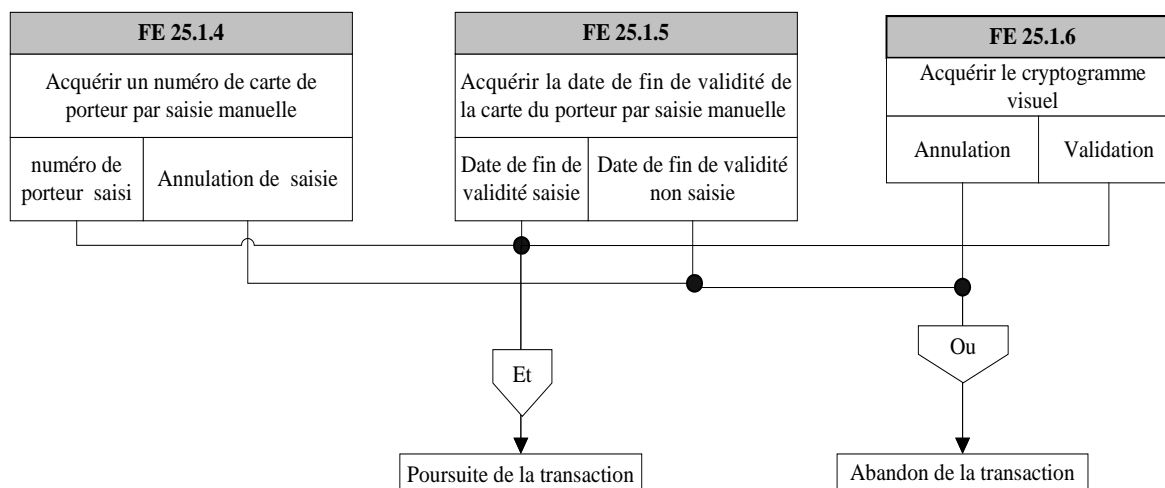 FE 25.1.4
Acquérir un numéro de carte de
porteur par saisie manuelle
numéro de
porteur saisi
Annulation de saisie
FE 25.1.5
Acquérir la date de fin de validité de
la carte du porteur par saisie manuelle
Date de fin de
validité saisie
Date de fin de validité
non saisie
FE 25.1.6
Acquérir le cryptogramme
visuel
Annulation
Validation
Et
Ou
Poursuite de la transaction
Abandon de la transaction